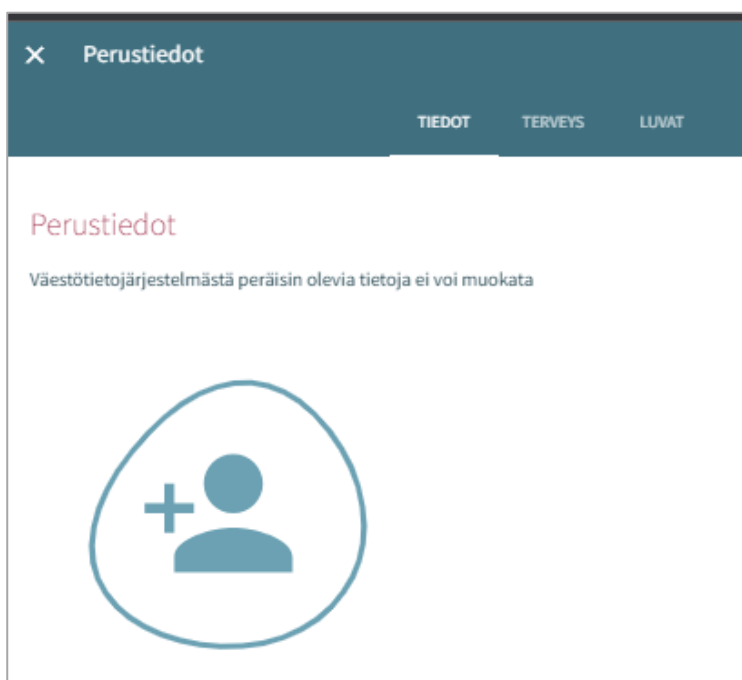 Perustiedot
TIEDOT TERVEYS LUVAT
Perustiedot
Väestötietojärjestelmästä peräisin olevia tietoja ei voi muokata